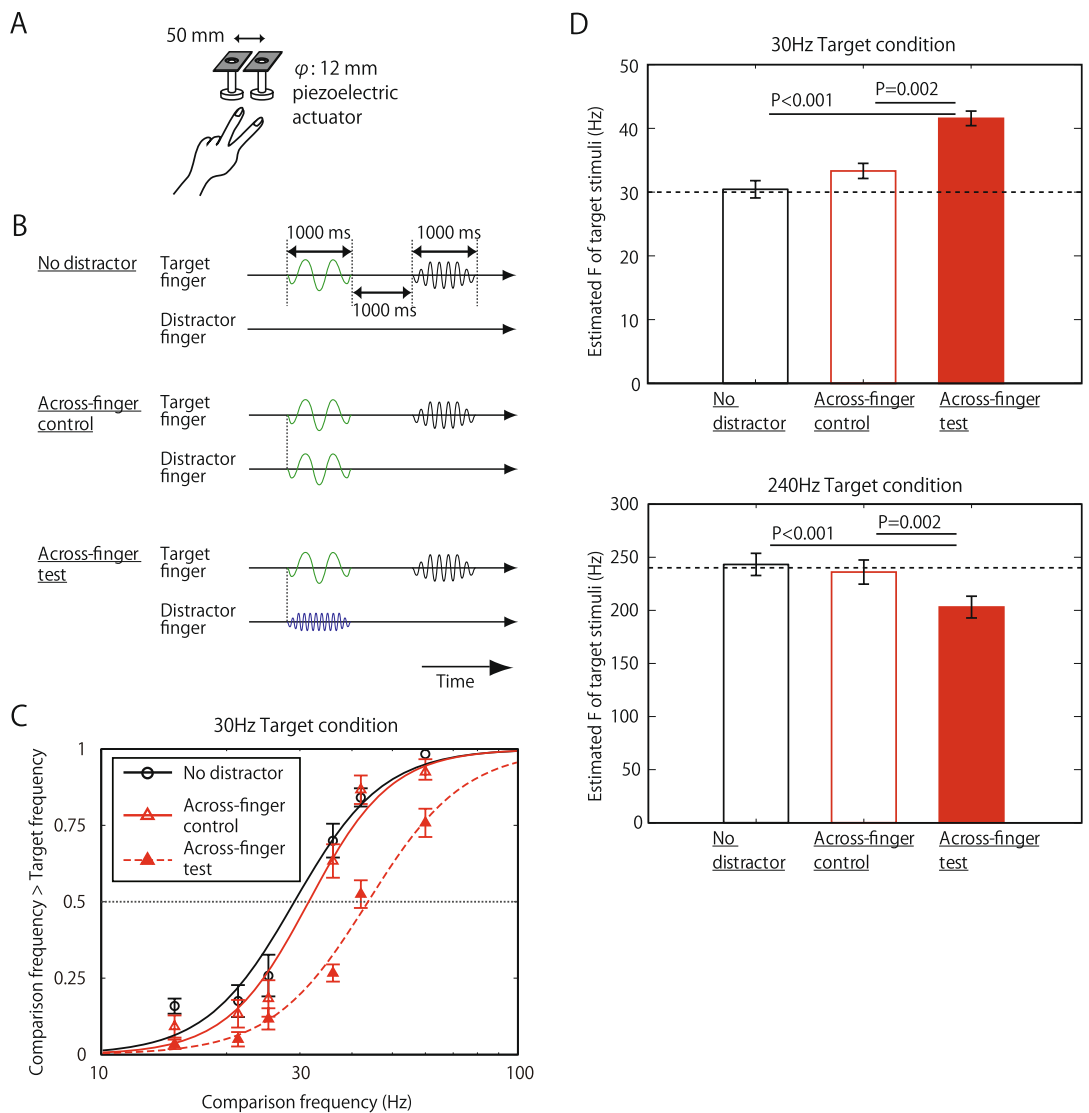 A
50 mm
φ: 12 mm
piezoelectric
actuator
B
1000 ms
1000 ms
No distractor
Target
finger
1000 ms
Distractor
finger
Across-finger
control
Target
finger
Distractor
finger
Across-finger
test
Target
finger
Distractor
finger
Time
C
30Hz Target condition
Comparison frequency > Target frequency
1
0.75
0.5
0.25
0
No distractor
Across-finger
control
Across-finger
test
10
30
100
Comparison frequency (Hz)
D
30Hz Target condition
Estimated F of target stimuli (Hz)
50
40
30
20
10
0
P<0.001
P=0.002
No
distractor
Across-finger
control
Across-finger
test
240Hz Target condition
Estimated F of target stimuli (Hz)
300
250
200
150
100
50
0
P<0.001
P=0.002
No
distractor
Across-finger
control
Across-finger
test